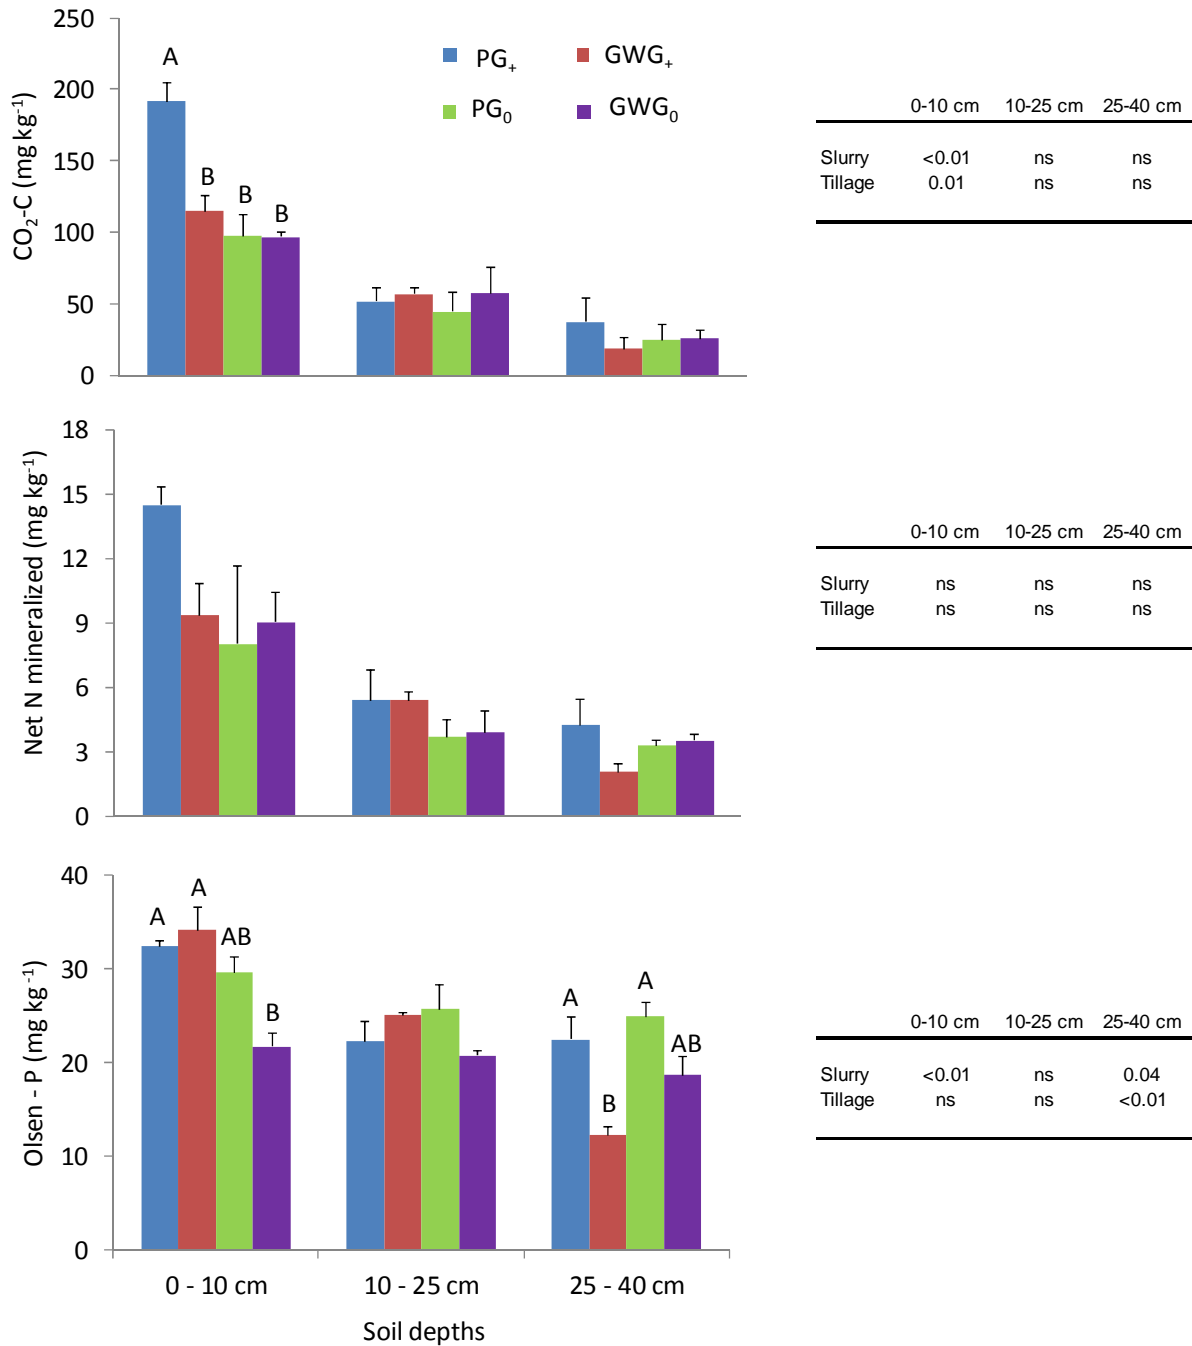 CO₂-C (mg kg⁻¹)
250
200
150
100
50
0
A
B
B
B
PG₊
GWG₊
PG₀
GWG₀
0-10 cm 10-25 cm 25-40 cm
Slurry <0.01 ns ns
Tillage 0.01 ns ns
Net N mineralized (mg kg⁻¹)
18
15
12
9
6
3
0
0-10 cm 10-25 cm 25-40 cm
Slurry ns ns ns
Tillage ns ns ns
Olsen - P (mg kg⁻¹)
40
30
20
10
0
A
A
AB
B
A
B
A
AB
0 - 10 cm 10 - 25 cm 25 - 40 cm
Soil depths
0-10 cm 10-25 cm 25-40 cm
Slurry <0.01 ns 0.04
Tillage ns ns <0.01